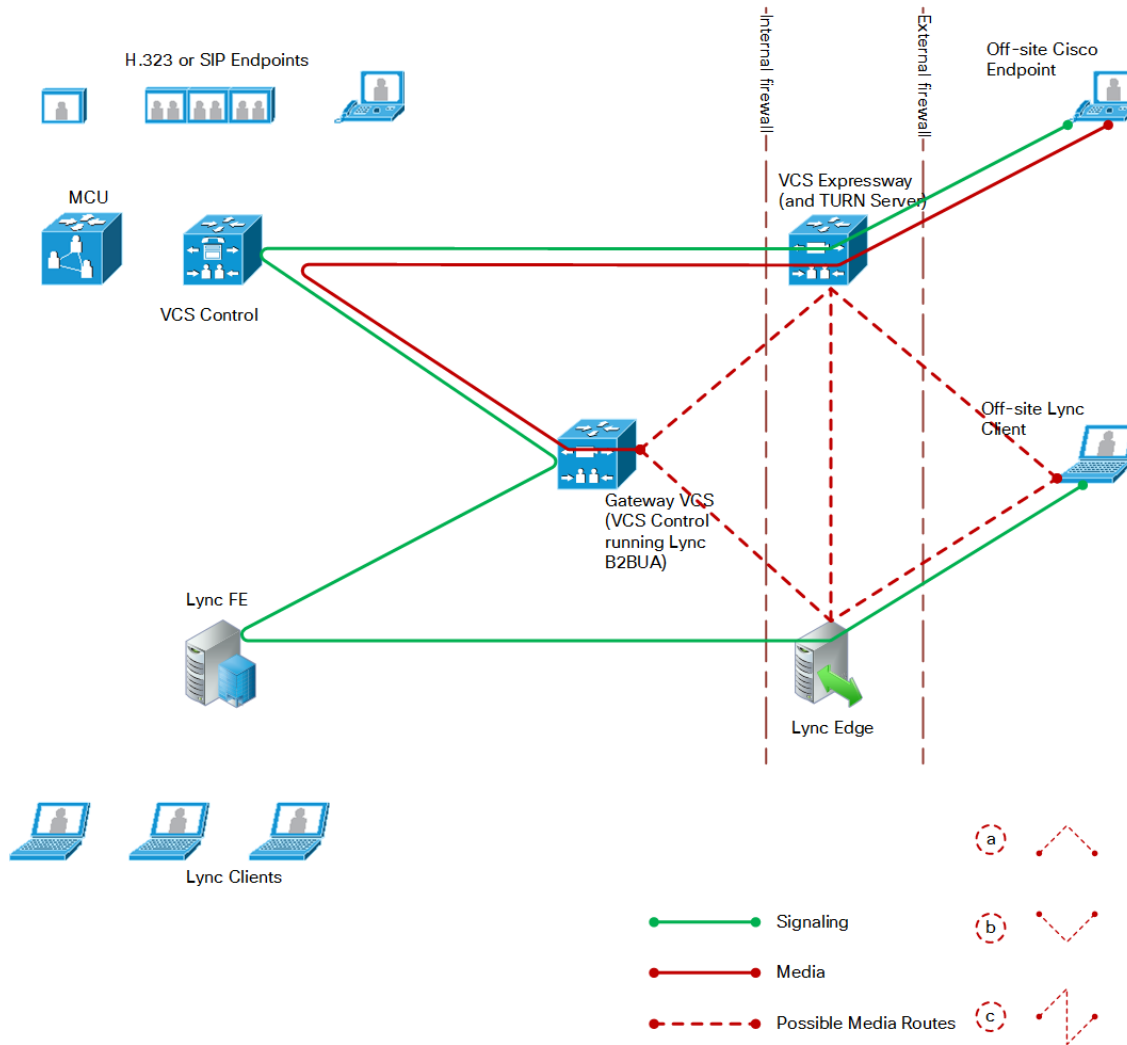 H.323 or SIP Endpoints
Internal firewall
External firewall
Off-site Cisco
Endpoint
MCU
VCS Control
VCS Expressway
(and TURN Server)
Off-site Lync
Client
Gateway VCS
(VCS Control
running Lync
B2BUA)
Lync FE
Lync Edge
Lync Clients
Signaling
Media
Possible Media Routes
a
b
c